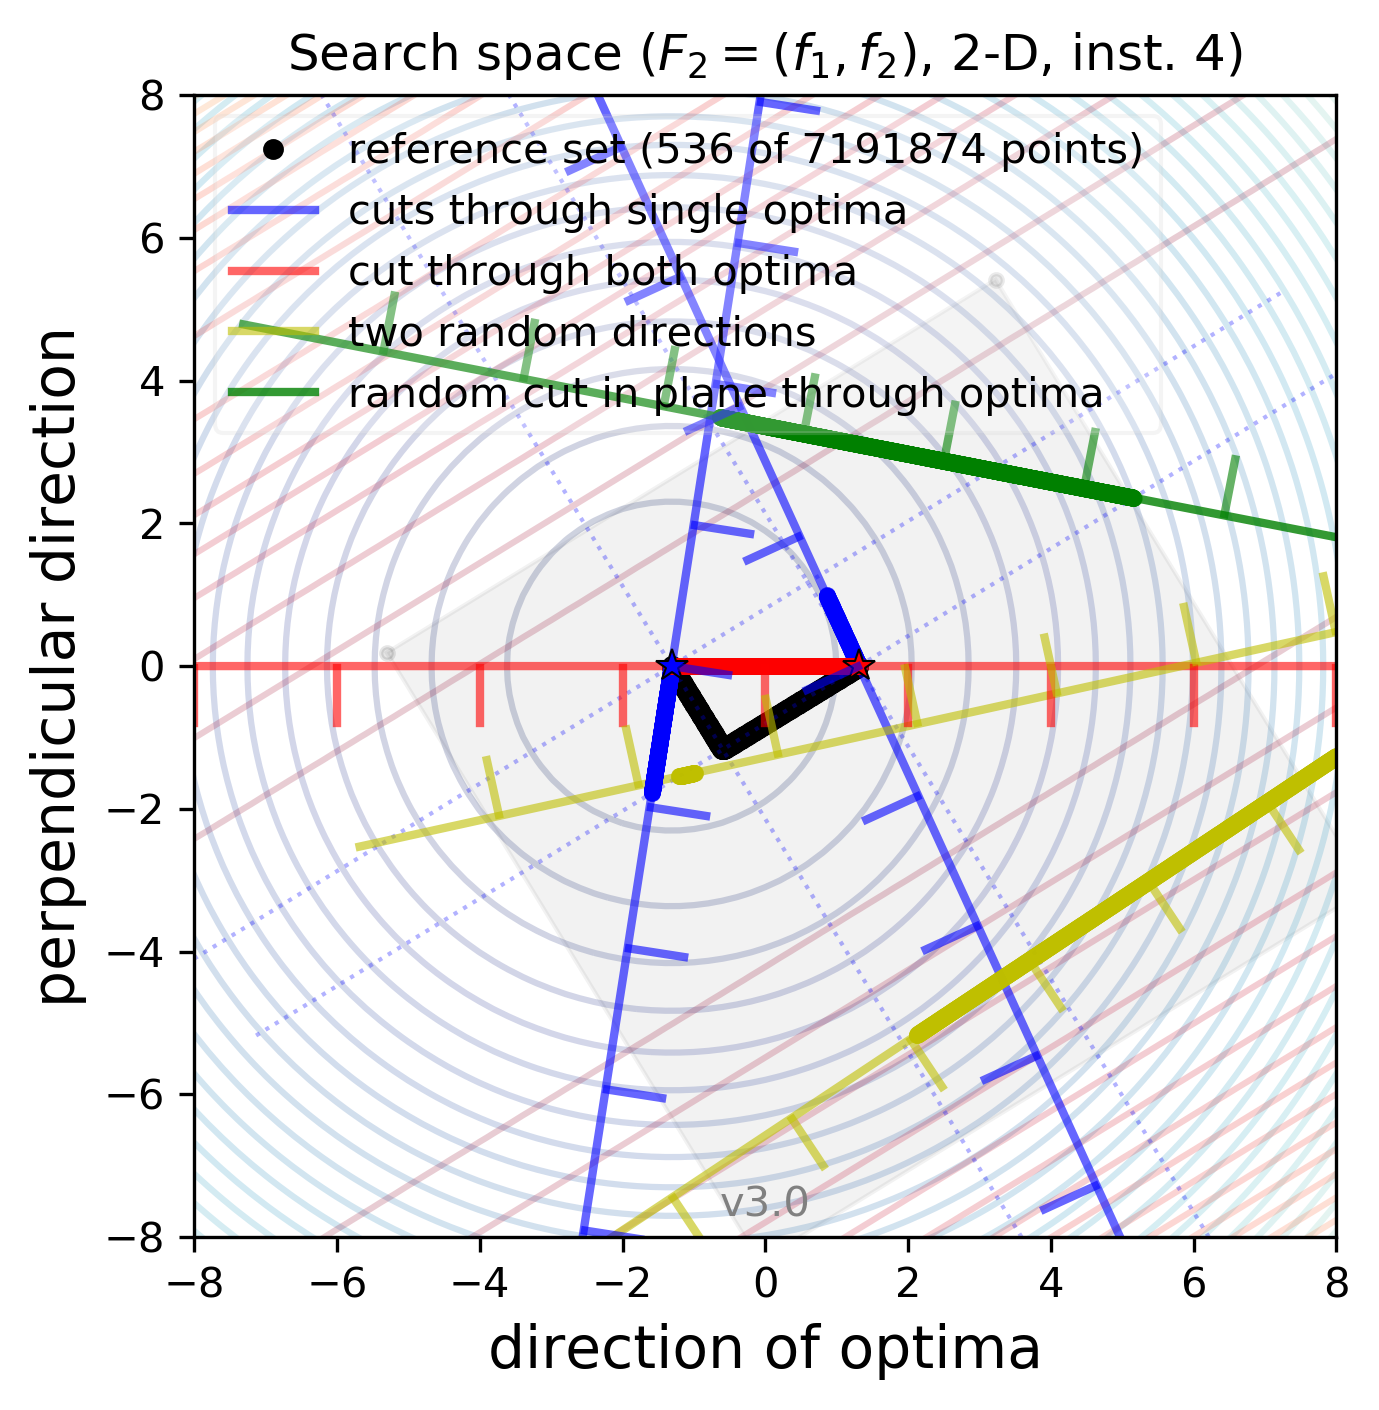 Search space ($F_2 = (f_1, f_2)$, 2-D, inst. 4)
8
reference set (536 of 7191874 points)
cuts through single optima
6
cut through both optima
two random directions
4
random cut in plane through optima
2
0
−2
−4
−6
v3.0
−8
−8 −6 −4 −2 0 2 4 6 8
direction of optima
perpendicular direction